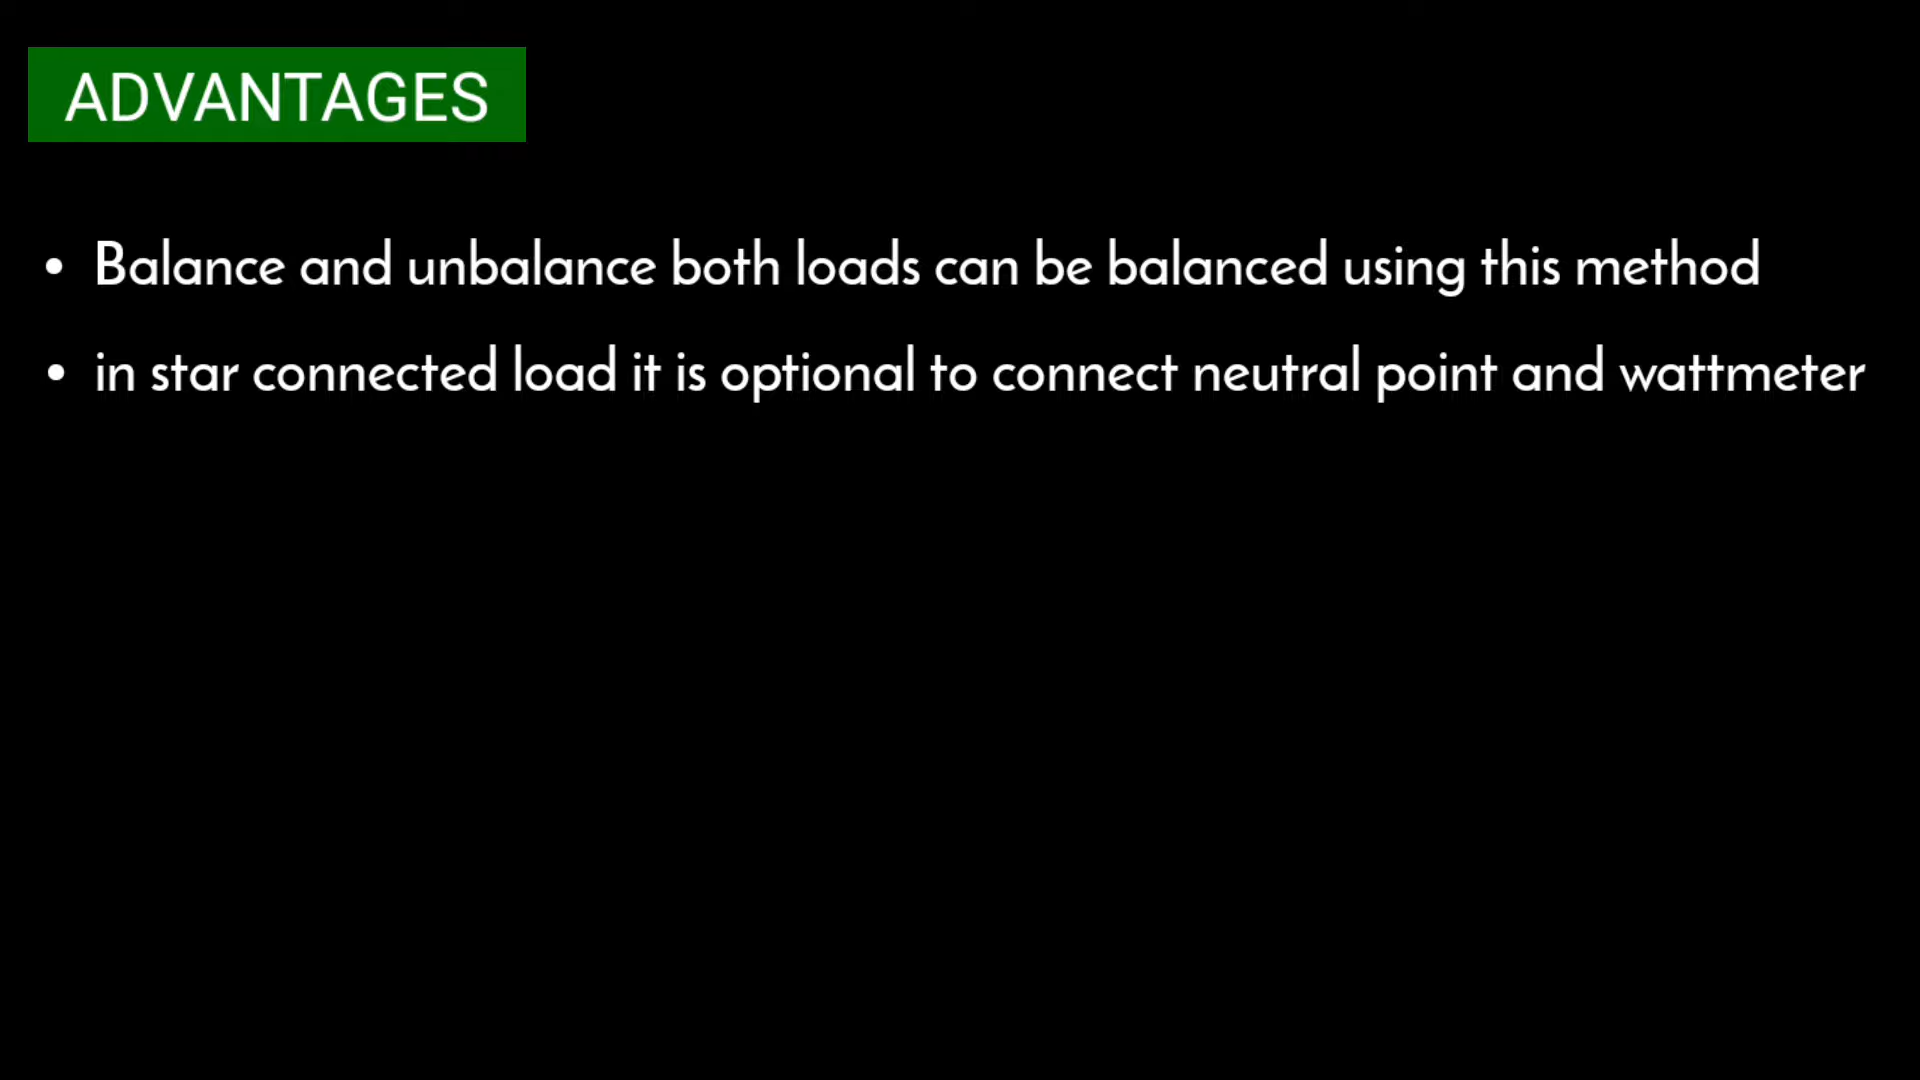 ADVANTAGES
• Balance and unbalance both loads can be balanced using this method
• in star connected load it is optional to connect neutral point and wattmeter